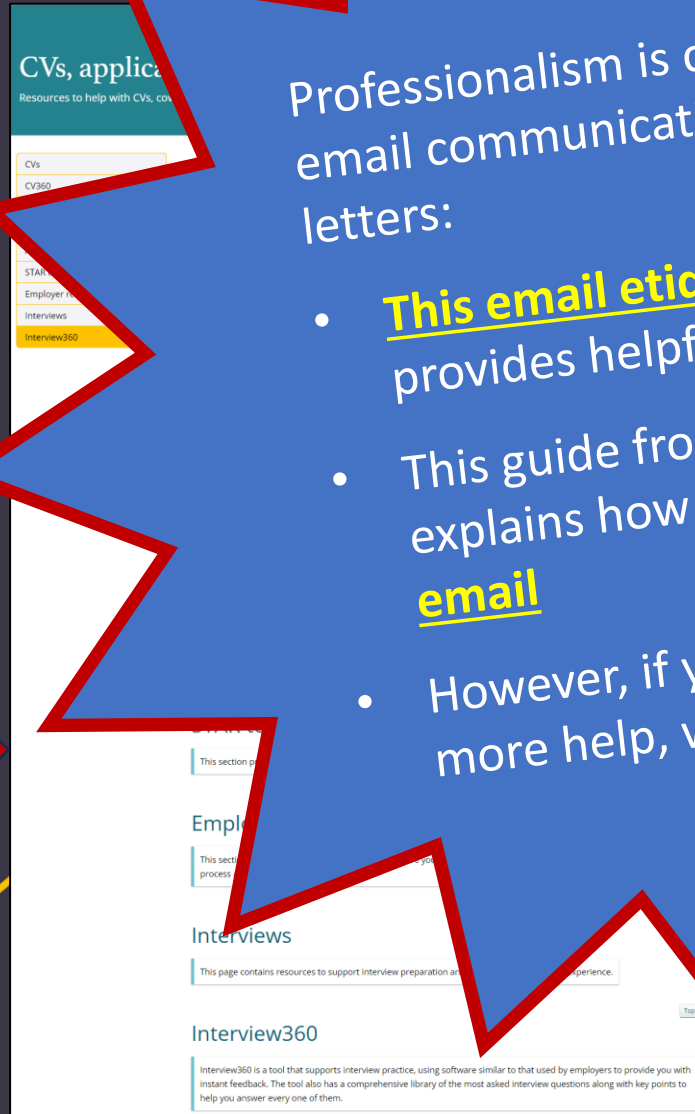 CVs, applica
Resources to help with CVs, cov
CVs
CV360
STAR
Employer re
Interviews
Interview360
Professionalism is
email communicat
letters:
• This email etiq
provides helpf
• This guide fro
explains how
email
• However, if y
more help, v
This section p
Emplo
This secti
process
Interviews
This page contains resources to support interview preparation an perience.
Top
Interview360
Interview360 is a tool that supports interview practice, using software similar to that used by employers to provide you with
instant feedback. The tool also has a comprehensive library of the most asked interview questions along with key points to
help you answer every one of them.